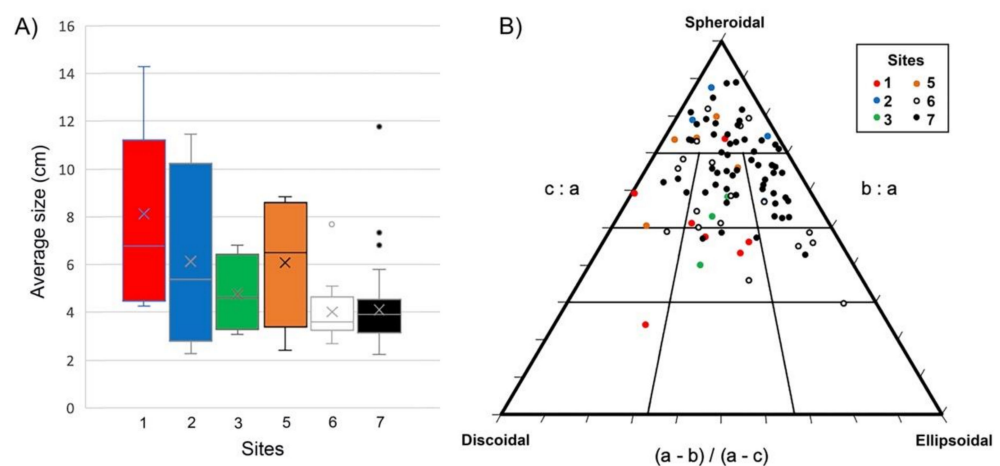 A)
16
14
12
10
8
6
4
2
0
Average size (cm)
1 2 3 5 6 7
Sites
B)
Spheroidal
Sites
1 5
2 6
3 7
c : a
b : a
Discoidal
Ellipsoidal
(a - b) / (a - c)